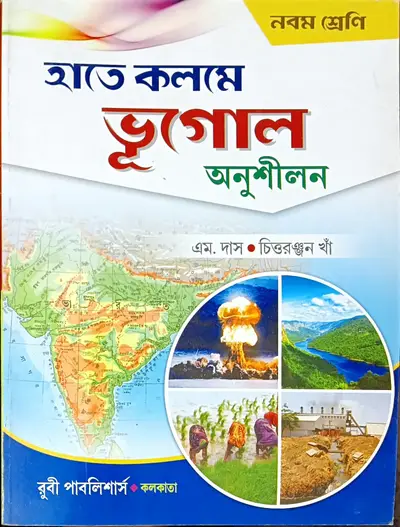 নবম শ্রেণি
হাতে কলমে
ভূগোল
অনুশীলন
এম. দাস • চিত্তরঞ্জন খাঁ
ভা র ত
রুবী পাবলিশার্স • কলকাতা